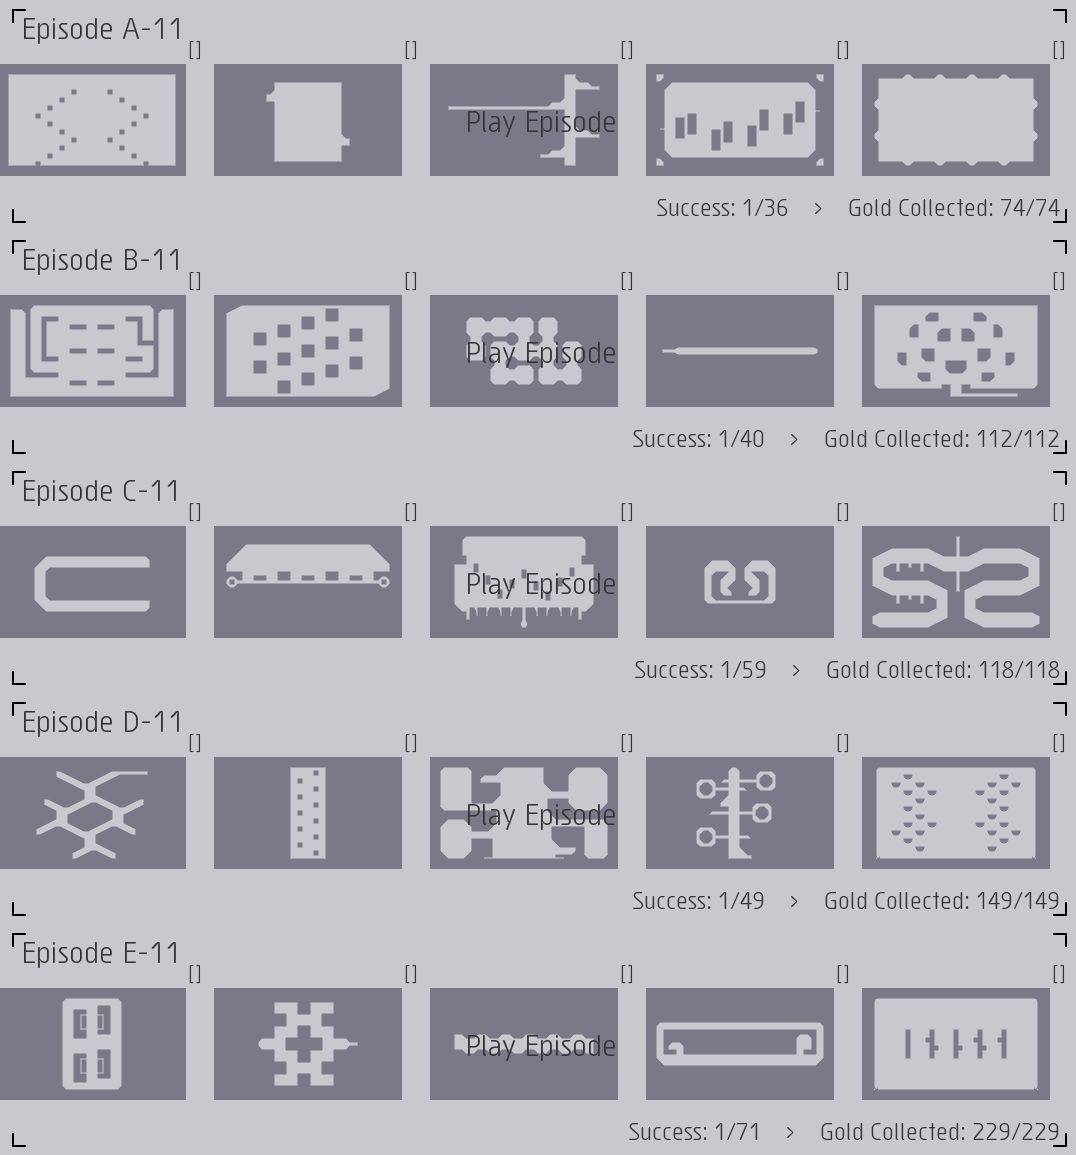 Episode A-11
[] [] [] [] []
Play Episode
Success: 1/36 > Gold Collected: 74/74
Episode B-11
[] [] [] [] []
Play Episode
Success: 1/40 > Gold Collected: 112/112
Episode C-11
[] [] [] [] []
Play Episode
Success: 1/59 > Gold Collected: 118/118
Episode D-11
[] [] [] [] []
Play Episode
Success: 1/49 > Gold Collected: 149/149
Episode E-11
[] [] [] [] []
Play Episode
Success: 1/71 > Gold Collected: 229/229